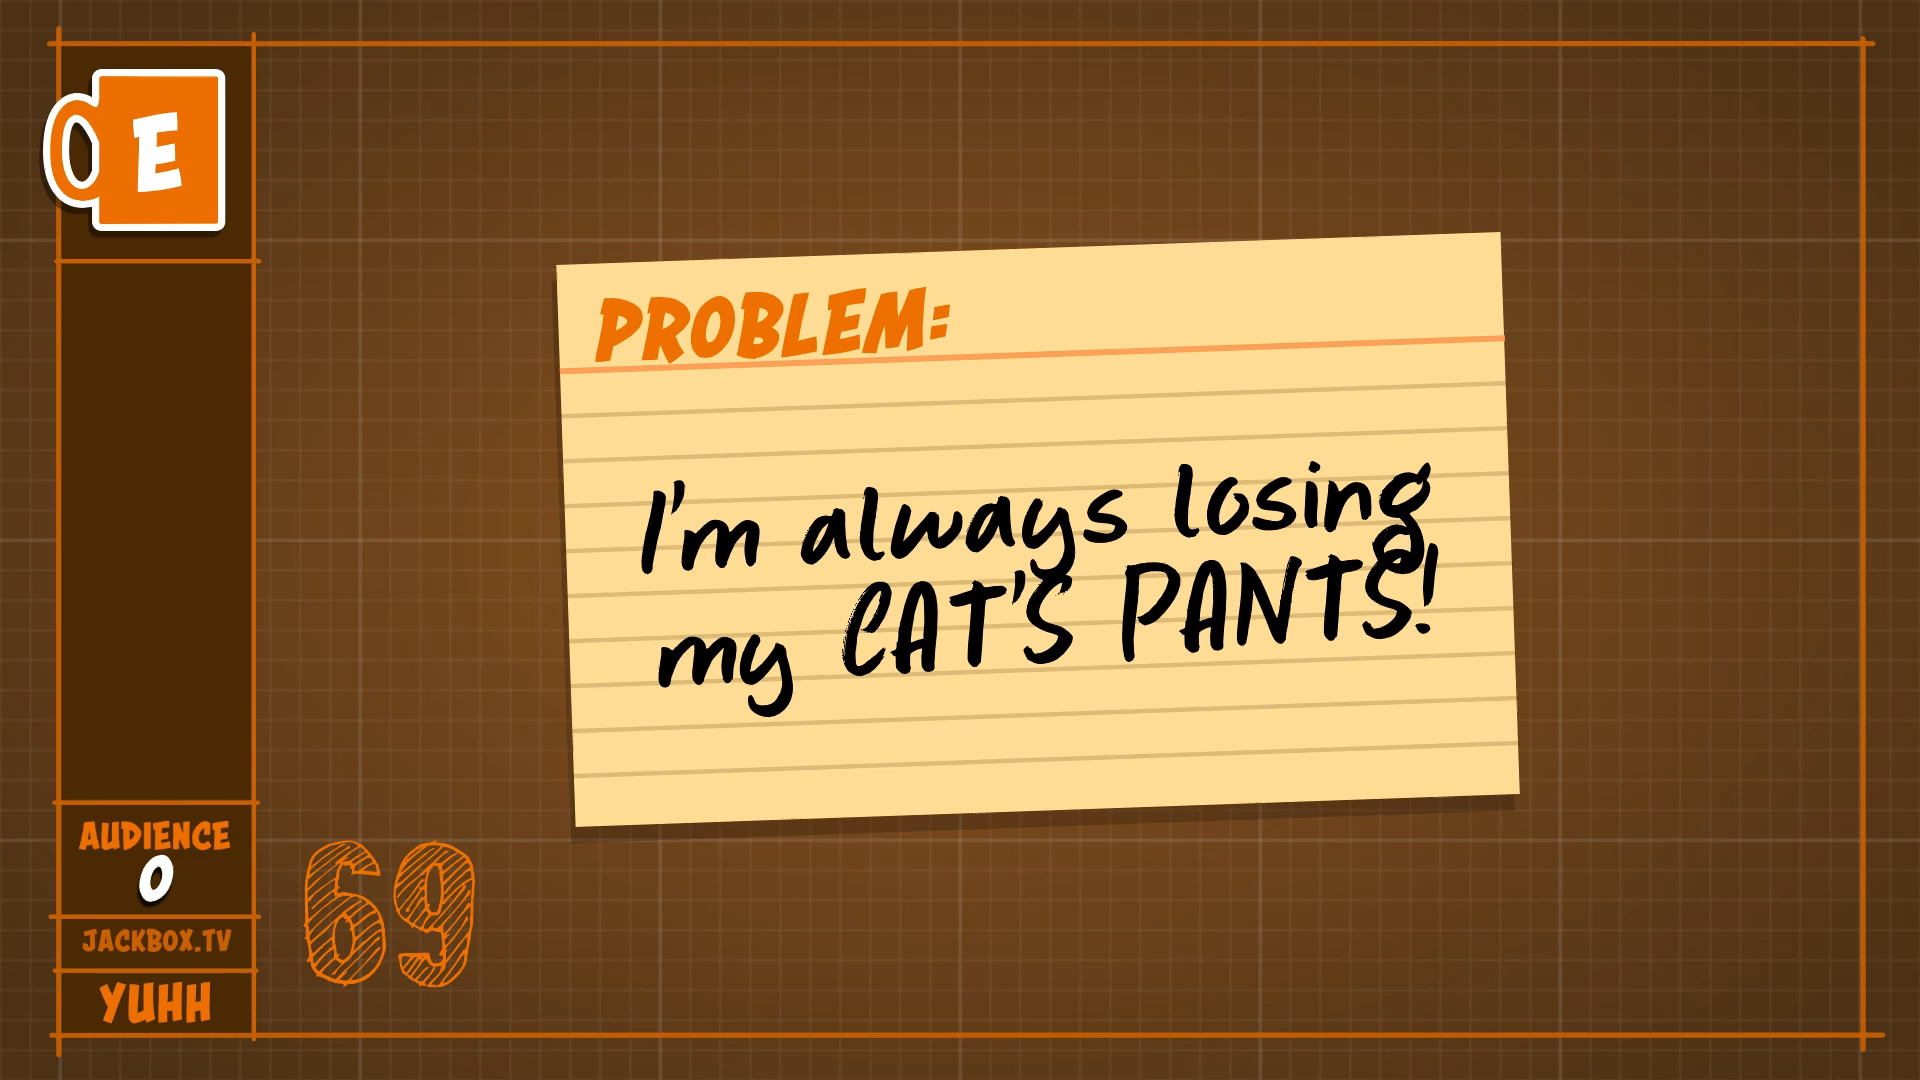 E
PROBLEM:
I'm always losing
my CAT'S PANTS!
AUDIENCE
0
JACKBOX.TV
YUHH
69